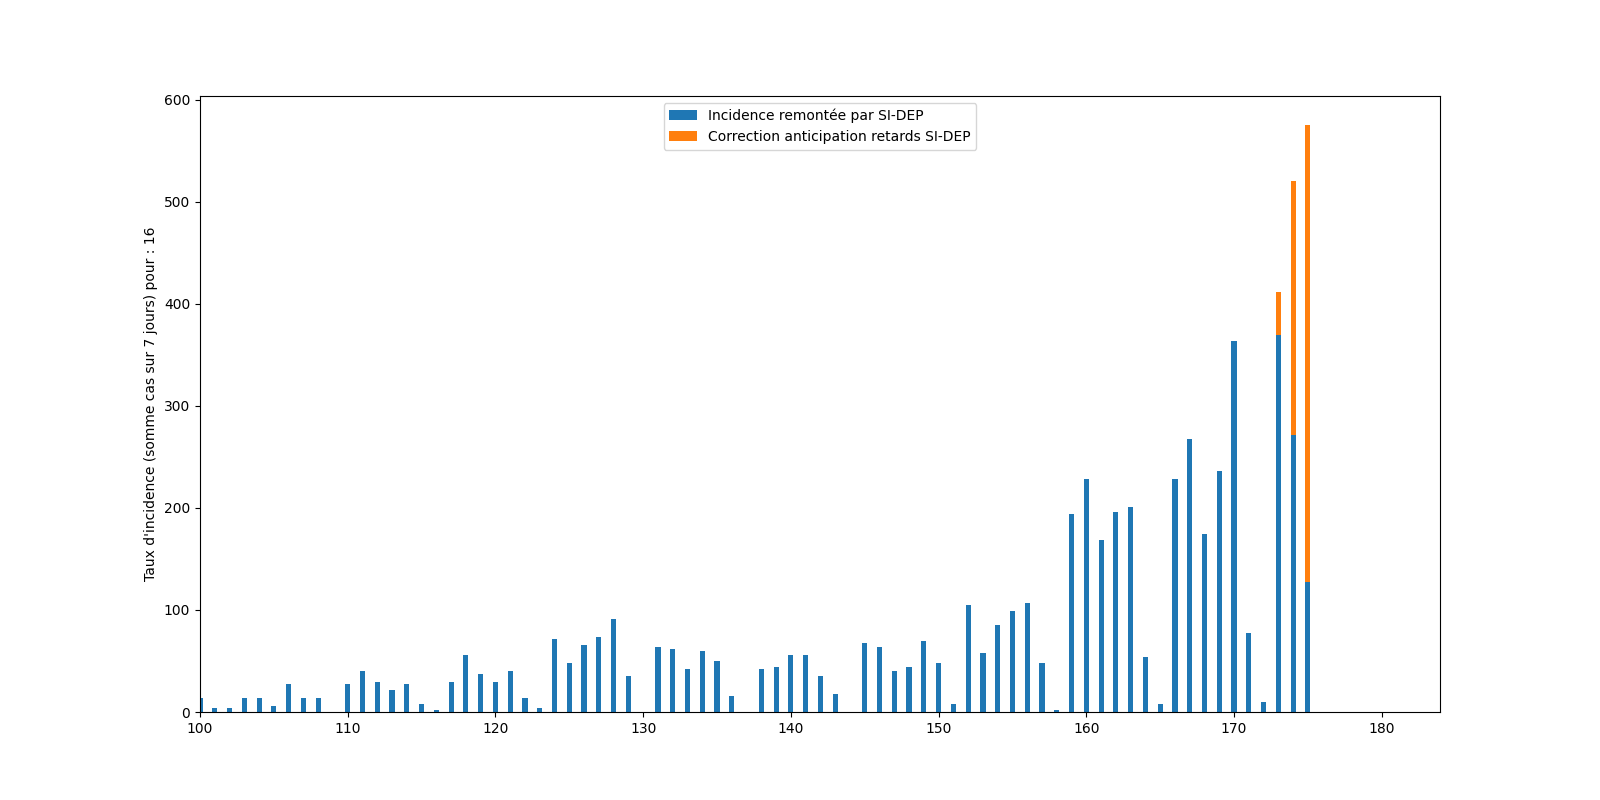 600
500
400
300
200
100
0
Taux d'incidence (somme cas sur 7 jours) pour : 16
Incidence remontée par SI-DEP
Correction anticipation retards SI-DEP
100 110 120 130 140 150 160 170 180